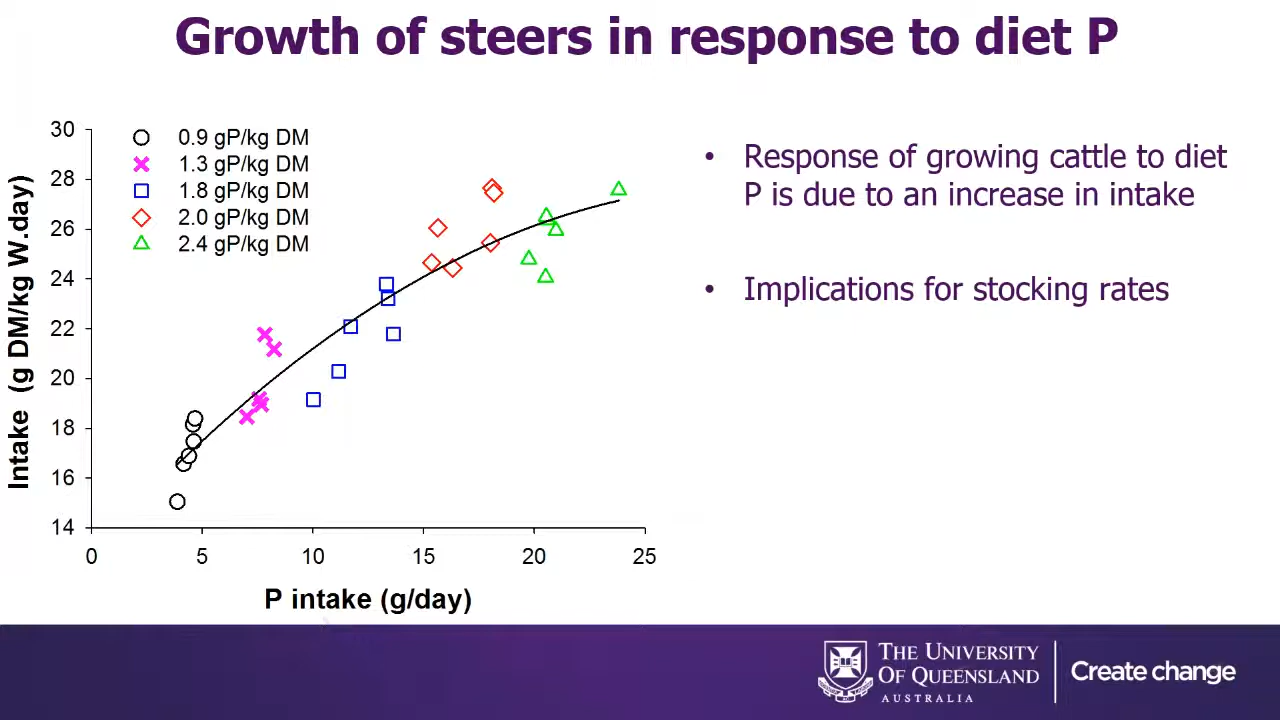 Growth of steers in response to diet P
30
28
26
24
22
20
18
16
14
Intake (g DM/kg W.day)
0.9 gP/kg DM
1.3 gP/kg DM
1.8 gP/kg DM
2.0 gP/kg DM
2.4 gP/kg DM
0 5 10 15 20 25
P intake (g/day)
• Response of growing cattle to diet
P is due to an increase in intake
• Implications for stocking rates
THE UNIVERSITY
OF QUEENSLAND
AUSTRALIA
Create change